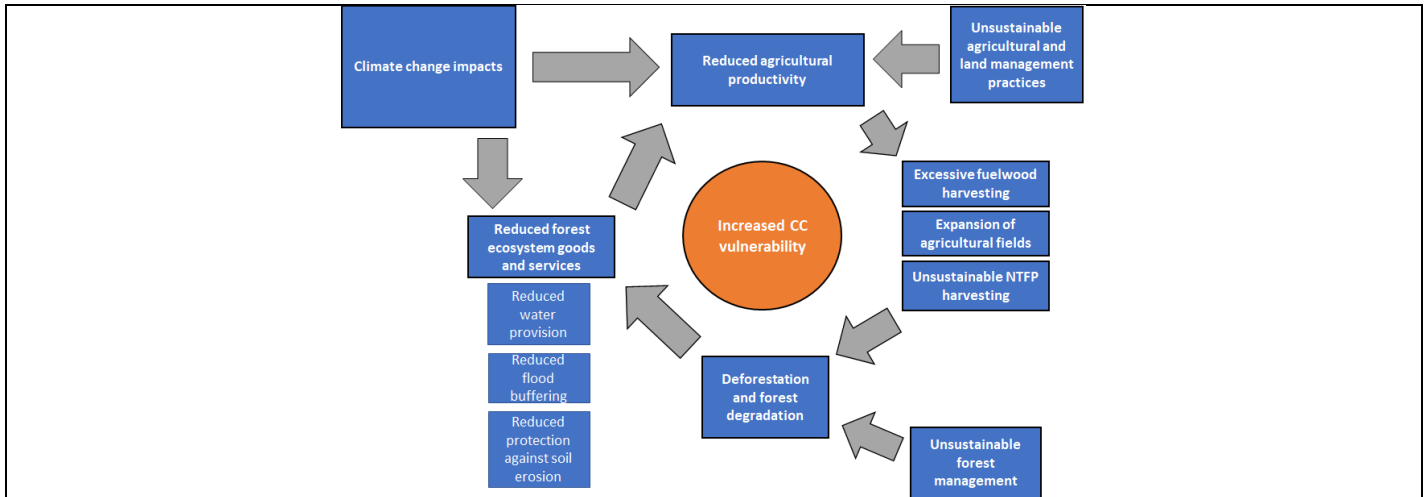 Climate change impacts
Reduced agricultural
productivity
Unsustainable
agricultural and
land management
practices
Excessive fuelwood
harvesting
Expansion of
agricultural fields
Unsustainable NTFP
harvesting
Increased CC
vulnerability
Reduced forest
ecosystem goods
and services
Reduced
water
provision
Reduced
flood
buffering
Reduced
protection
against soil
erosion
Deforestation
and forest
degradation
Unsustainable
forest
management